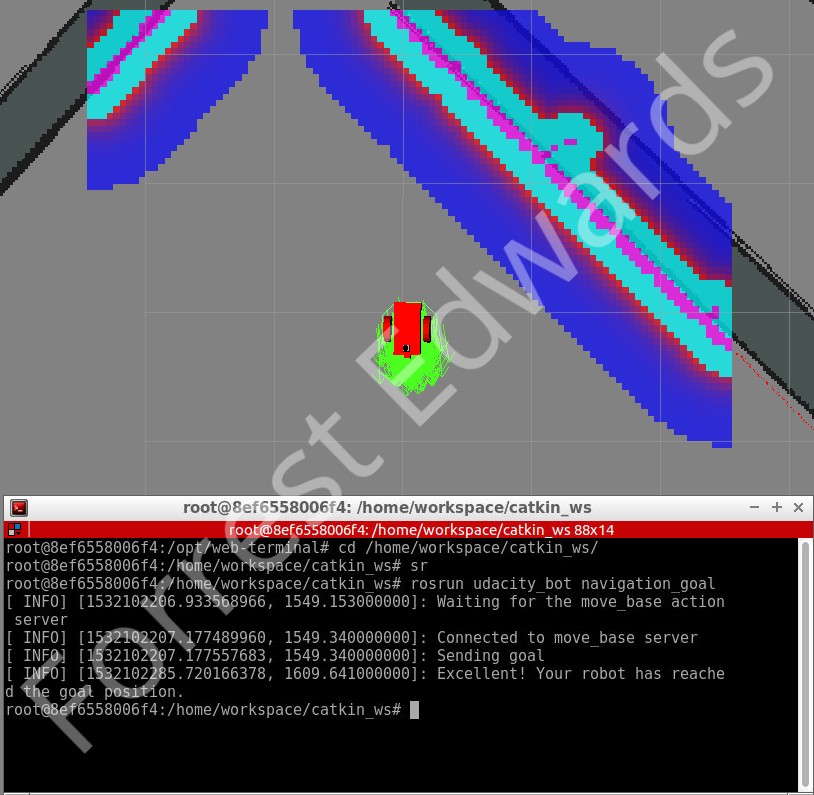 Forrest Edwards
root@8ef6558006f4: /home/workspace/catkin_ws
root@8ef6558006f4: /home/workspace/catkin_ws 88x14
root@8ef6558006f4:/opt/web-terminal# cd /home/workspace/catkin_ws/
root@8ef6558006f4:/home/workspace/catkin_ws# sr
root@8ef6558006f4:/home/workspace/catkin_ws# rosrun udacity_bot navigation_goal
[ INFO] [1532102206.933568966, 1549.153000000]: Waiting for the move_base action
 server
[ INFO] [1532102207.177489960, 1549.340000000]: Connected to move_base server
[ INFO] [1532102207.177557683, 1549.340000000]: Sending goal
[ INFO] [1532102285.720166378, 1609.641000000]: Excellent! Your robot has reache
d the goal position.
root@8ef6558006f4:/home/workspace/catkin_ws#